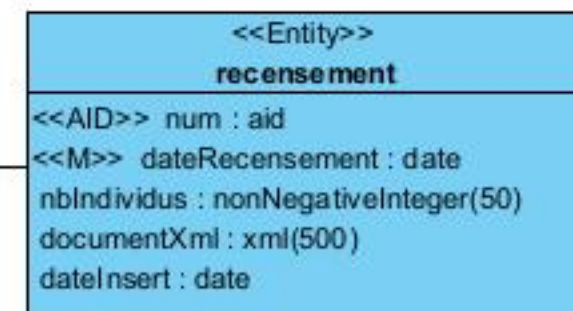 <<Entity>>
recensement
<<AID>> num : aid
<<M>> dateRecensement : date
nbIndividus : nonNegativeInteger(50)
documentXml : xml(500)
dateInsert : date